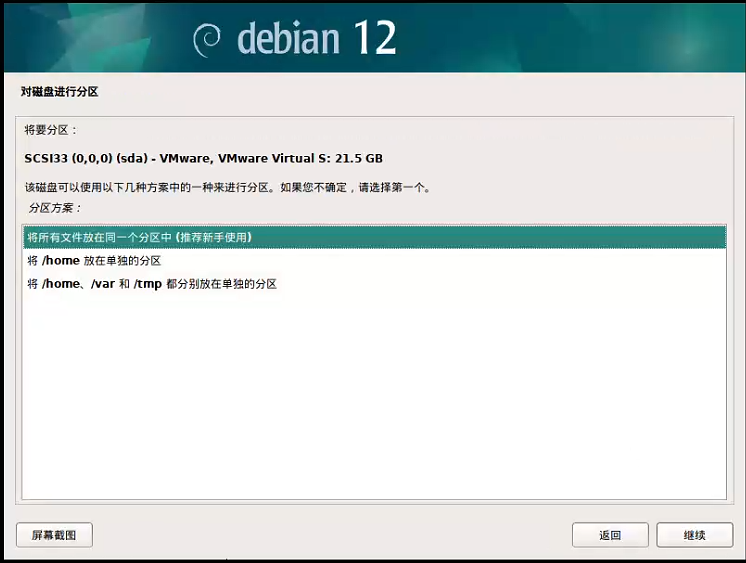 debian 12
对磁盘进行分区
将要分区：
SCSI33 (0,0,0) (sda) - VMware, VMware Virtual S: 21.5 GB
该磁盘可以使用以下几种方案中的一种来进行分区。如果您不确定，请选择第一个。
分区方案：
将所有文件放在同一个分区中 (推荐新手使用)
将 /home 放在单独的分区
将 /home、/var 和 /tmp 都分别放在单独的分区
屏幕截图
返回
继续